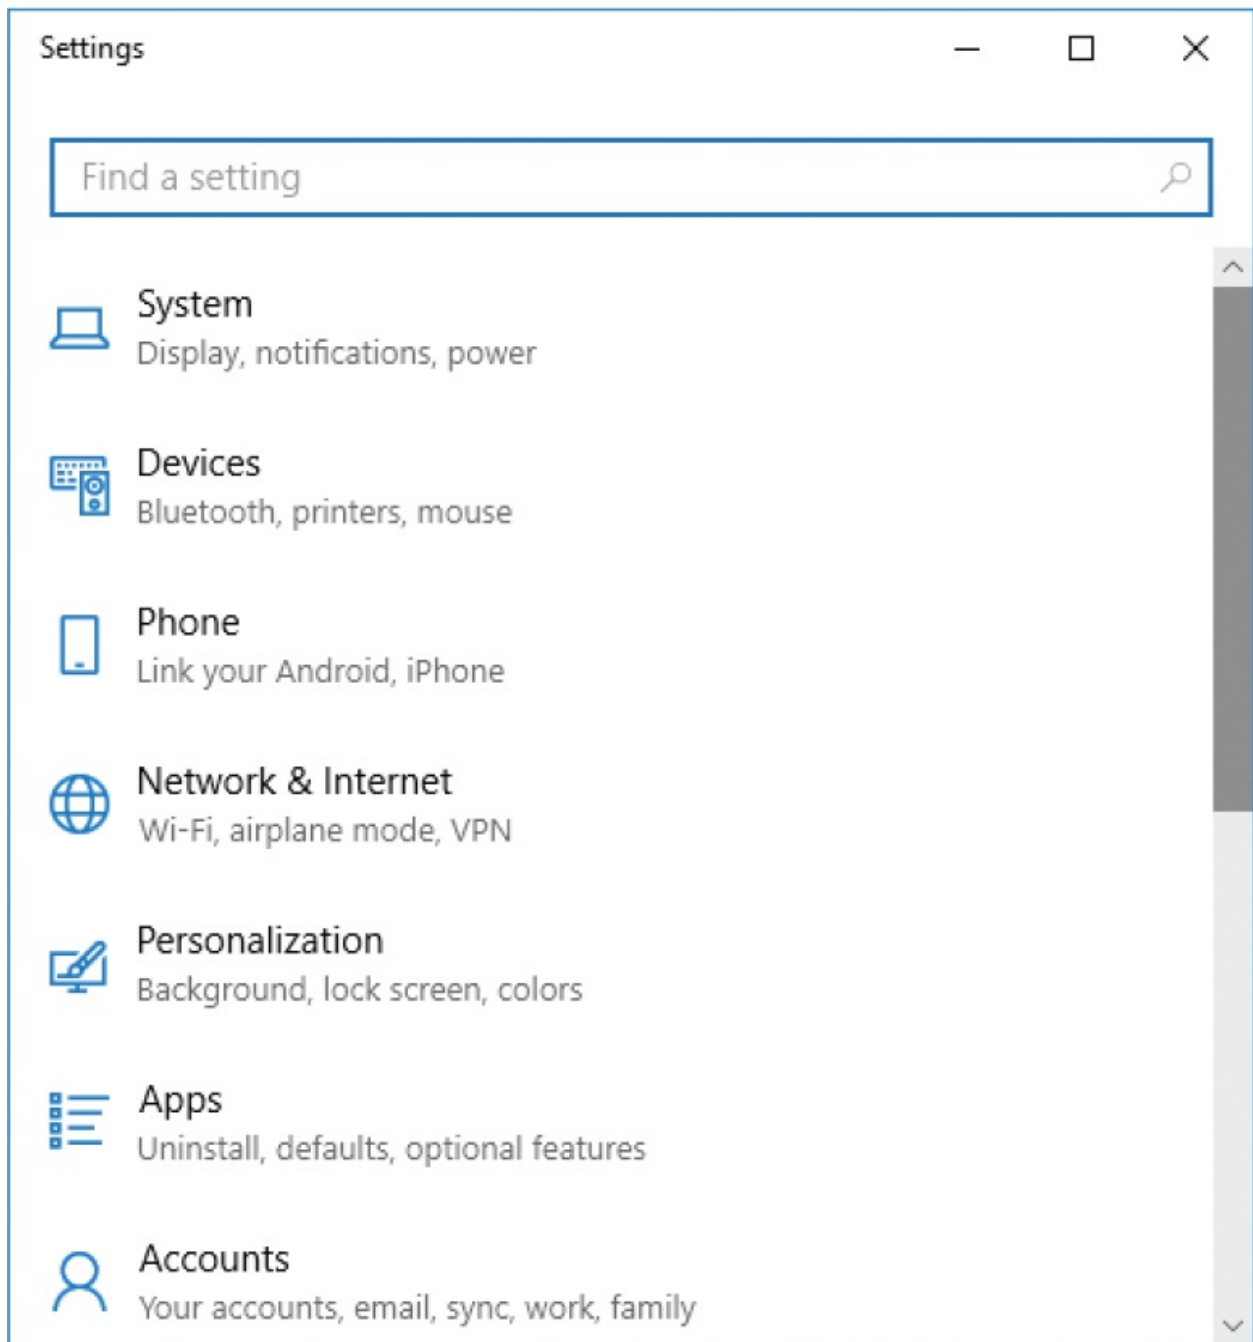 Settings
Find a setting
System
Display, notifications, power
Devices
Bluetooth, printers, mouse
Phone
Link your Android, iPhone
Network & Internet
Wi-Fi, airplane mode, VPN
Personalization
Background, lock screen, colors
Apps
Uninstall, defaults, optional features
Accounts
Your accounts, email, sync, work, family